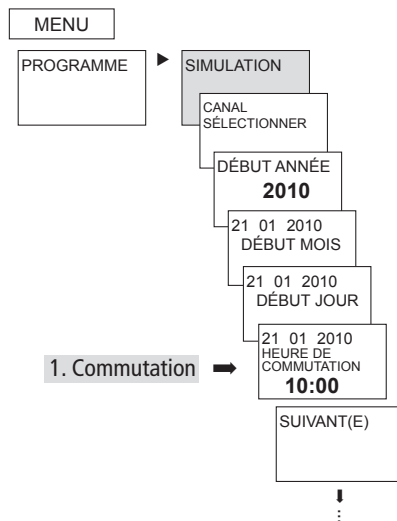 MENU
PROGRAMME
SIMULATION
CANAL
SÉLECTIONNER
DÉBUT ANNÉE
2010
21 01 2010
DÉBUT MOIS
21 01 2010
DÉBUT JOUR
21 01 2010
HEURE DE
COMMUTATION
10:00
1. Commutation
SUIVANT(E)